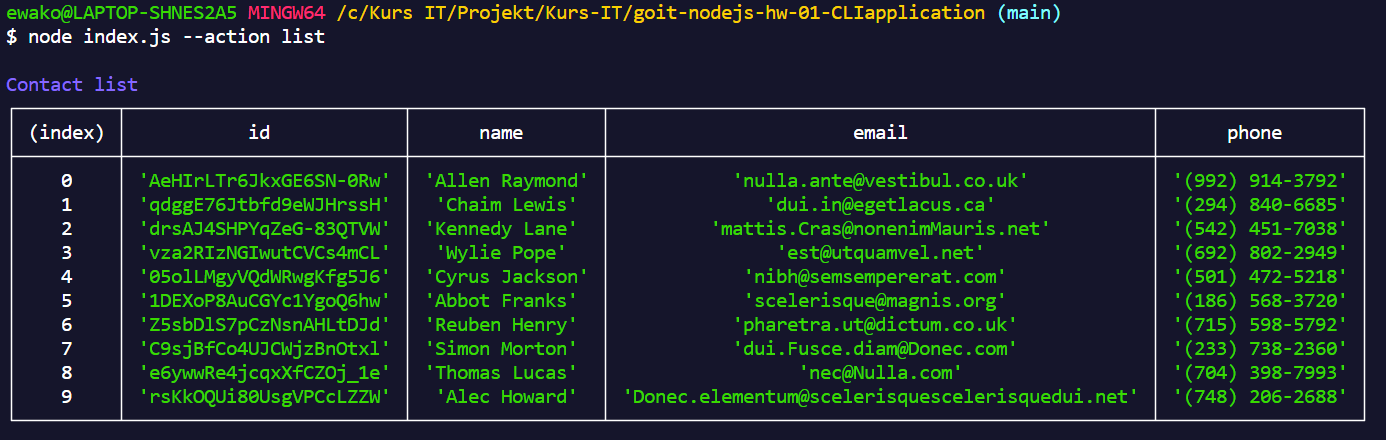 ewako@LAPTOP-SHNES2A5 MINGW64 /c/Kurs IT/Projekt/Kurs-IT/goit-nodejs-hw-01-CLIapplication (main)
$ node index.js --action list
Contact list
(index) id name email phone
0 'AeHIrLTr6JkxGE6SN-0Rw' 'Allen Raymond' 'nulla.ante@vestibul.co.uk' '(992) 914-3792'
1 'qdggE76Jtbfd9eWJHrssH' 'Chaim Lewis' 'dui.in@egetlacus.ca' '(294) 840-6685'
2 'drsAJ4SHPYqZeG-83QTVW' 'Kennedy Lane' 'mattis.Cras@nonenimMauris.net' '(542) 451-7038'
3 'vza2RIzNGIwutCVCs4mCL' 'Wylie Pope' 'est@utquamvel.net' '(692) 802-2949'
4 '05olLMgyVQdWRwgKfg5J6' 'Cyrus Jackson' 'nibh@semsempererat.com' '(501) 472-5218'
5 '1DEXoP8AuCGYc1YgoQ6hw' 'Abbot Franks' 'scelerisque@magnis.org' '(186) 568-3720'
6 'Z5sbDlS7pCzNsnAHLtDJd' 'Reuben Henry' 'pharetra.ut@dictum.co.uk' '(715) 598-5792'
7 'C9sjBfCo4UJCWjzBnOtxl' 'Simon Morton' 'dui.Fusce.diam@Donec.com' '(233) 738-2360'
8 'e6ywwRe4jcqxXfCZOj_1e' 'Thomas Lucas' 'nec@Nulla.com' '(704) 398-7993'
9 'rsKkOQUi80UsgVPCcLZZW' 'Alec Howard' 'Donec.elementum@scelerisquescelerisquedui.net' '(748) 206-2688'